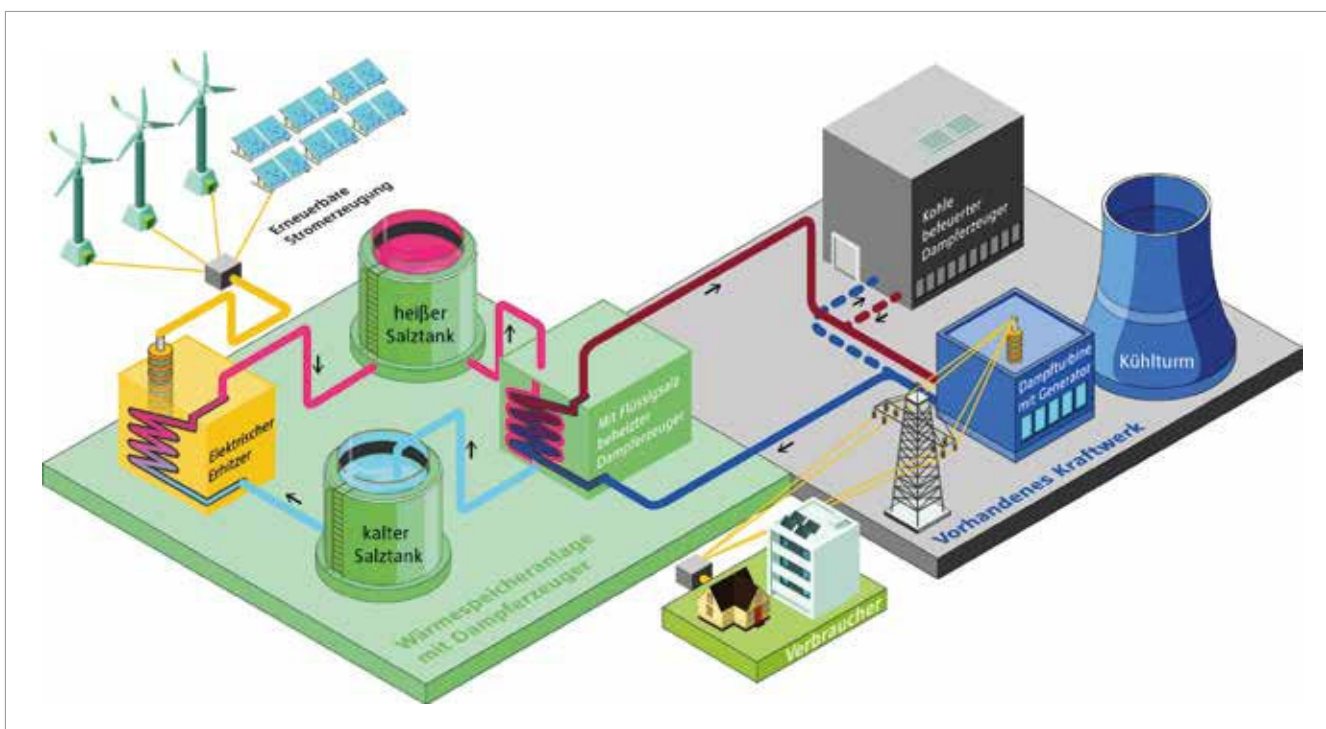 Erneuerbare
Stromerzeugung
heißer
Salztank
Elektrischer
Erhitzer
kalter
Salztank
Mit Flüssigsalz
beheizter
Dampferzeuger
Wärmespeicheranlage
mit Dampferzeuger
Kohle
befeuerter
Dampferzeuger
Dampfturbine
mit Generator
Kühlturm
Vorhandenes Kraftwerk
Verbraucher